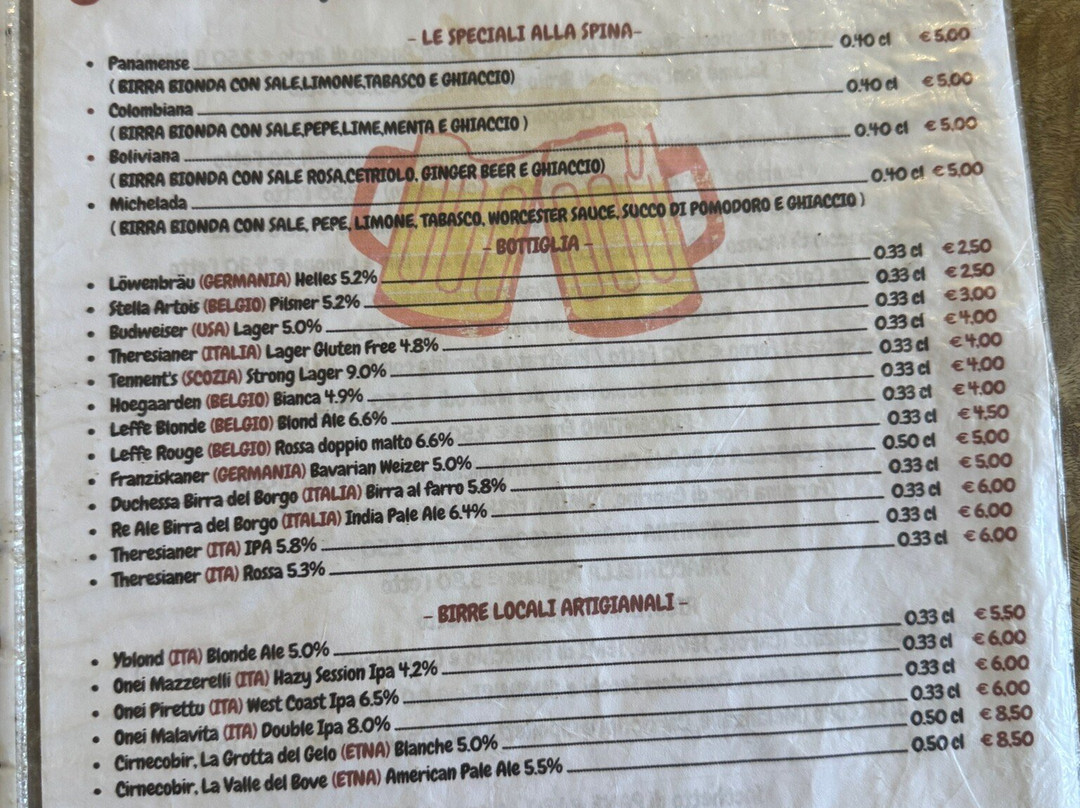 - LE SPECIALI ALLA SPINA-
• Panamense 0.40 cl €5,00
( BIRRA BIONDA CON SALE,LIMONE,TABASCO E GHIACCIO)
• Colombiana 0.40 cl €5,00
( BIRRA BIONDA CON SALE,PEPE,LIME,MENTA E GHIACCIO )
• Boliviana 0.40 cl €5,00
( BIRRA BIONDA CON SALE ROSA,CETRIOLO, GINGER BEER E GHIACCIO)
• Michelada 0.40 cl €5,00
( BIRRA BIONDA CON SALE, PEPE, LIMONE, TABASCO, WORCESTER SAUCE, SUCCO DI POMODORO E GHIACCIO )
- BOTTIGLIA -
• Löwenbräu (GERMANIA) Helles 5.2% 0.33 cl €2,50
• Stella Artois (BELGIO) Pilsner 5.2% 0.33 cl €2,50
• Budweiser (USA) Lager 5.0% 0.33 cl €3,00
• Theresianer (ITALIA) Lager Gluten Free 4.8% 0.33 cl €4,00
• Tennent's (SCOZIA) Strong Lager 9.0% 0.33 cl €4,00
• Hoegaarden (BELGIO) Bianca 4.9% 0.33 cl €4,00
• Leffe Blonde (BELGIO) Blond Ale 6.6% 0.33 cl €4,00
• Leffe Rouge (BELGIO) Rossa doppio malto 6.6% 0.33 cl €4,50
• Franziskaner (GERMANIA) Bavarian Weizer 5.0% 0.50 cl €5,00
• Duchessa Birra del Borgo (ITALIA) Birra al farro 5.8% 0.33 cl €5,00
• Re Ale Birra del Borgo (ITALIA) India Pale Ale 6.4% 0.33 cl €6,00
• Theresianer (ITA) IPA 5.8% 0.33 cl €6,00
• Theresianer (ITA) Rossa 5.3% 0.33 cl €6,00
- BIRRE LOCALI ARTIGIANALI -
• Yblond (ITA) Blonde Ale 5.0% 0.33 cl €5,50
• Onei Mazzerelli (ITA) Hazy Session Ipa 4.2% 0.33 cl €6,00
• Onei Pirettu (ITA) West Coast Ipa 6.5% 0.33 cl €6,00
• Onei Malavita (ITA) Double Ipa 8.0% 0.33 cl €6,00
• Cirnecobir, La Grotta del Gelo (ETNA) Blanche 5.0% 0.50 cl €8,50
• Cirnecobir, La Valle del Bove (ETNA) American Pale Ale 5.5% 0.50 cl €8,50